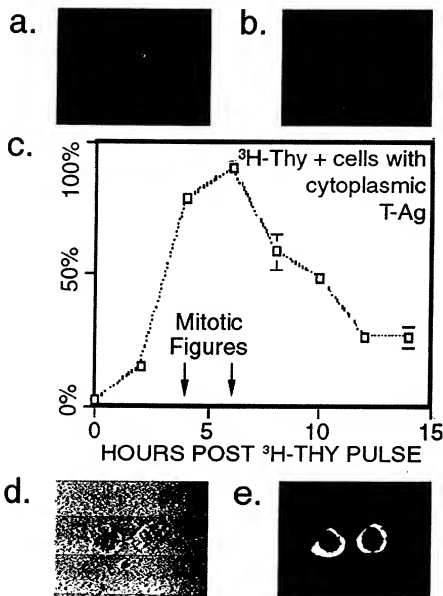 a.
b.
c.
³H-Thy + cells with
cytoplasmic
T-Ag
100%
50%
0%
Mitotic
Figures
0
5
10
15
HOURS POST ³H-THY PULSE
d.
e.